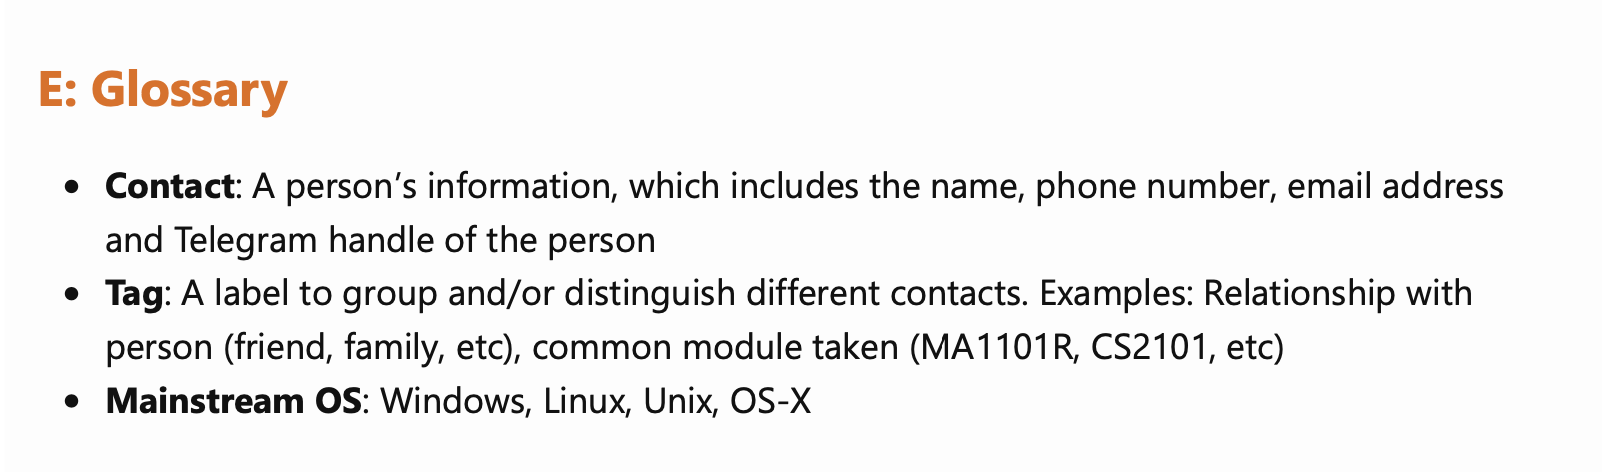 E: Glossary
• Contact: A person’s information, which includes the name, phone number, email address
and Telegram handle of the person
• Tag: A label to group and/or distinguish different contacts. Examples: Relationship with
person (friend, family, etc), common module taken (MA1101R, CS2101, etc)
• Mainstream OS: Windows, Linux, Unix, OS-X